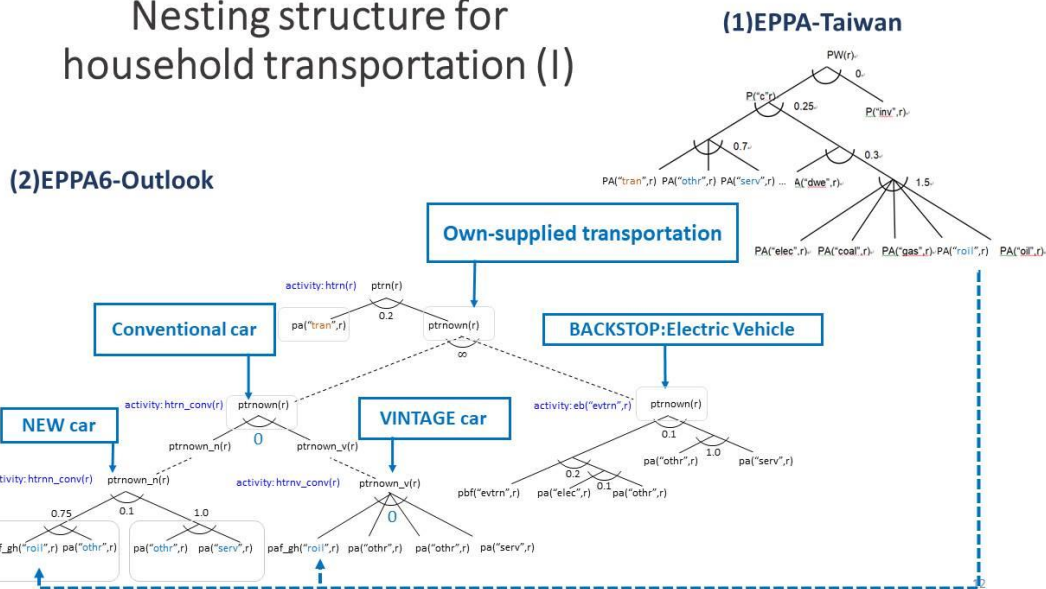 Nesting structure for
household transportation (I)
(1)EPPA-Taiwan
PW(r)
0
P("c"r)
0.25
P("inv",r)
0.7
0.3
PA("tran",r) PA("othr",r) PA("serv",r) ... A("dwe",r)
1.5
PA("elec",r) PA("coal",r) PA("gas",r) PA("roil",r) PA("oil",r)
(2)EPPA6-Outlook
Own-supplied transportation
activity: htrn(r) ptrn(r)
0.2
pa("tran",r) ptrnown(r)
∞
Conventional car
BACKSTOP:Electric Vehicle
activity: htrn_conv(r) ptrnown(r)
0
activity: eb("evtrn",r) ptrnown(r)
0.1
NEW car
VINTAGE car
ptrnown_n(r) ptrnown_v(r)
1.0
pa("othr",r) pa("serv",r)
0.2
0.1
pbf("evtrn",r) pa("elec",r) pa("othr",r)
tivity: htrnn_conv(r) ptrnown_n(r)
activity: htrnv_conv(r) ptrnown_v(r)
0.75 0.1 1.0
0
f_gh("roil",r) pa("othr",r) pa("othr",r) pa("serv",r)
paf_gh("roil",r) pa("othr",r) pa("othr",r) pa("serv",r)
12